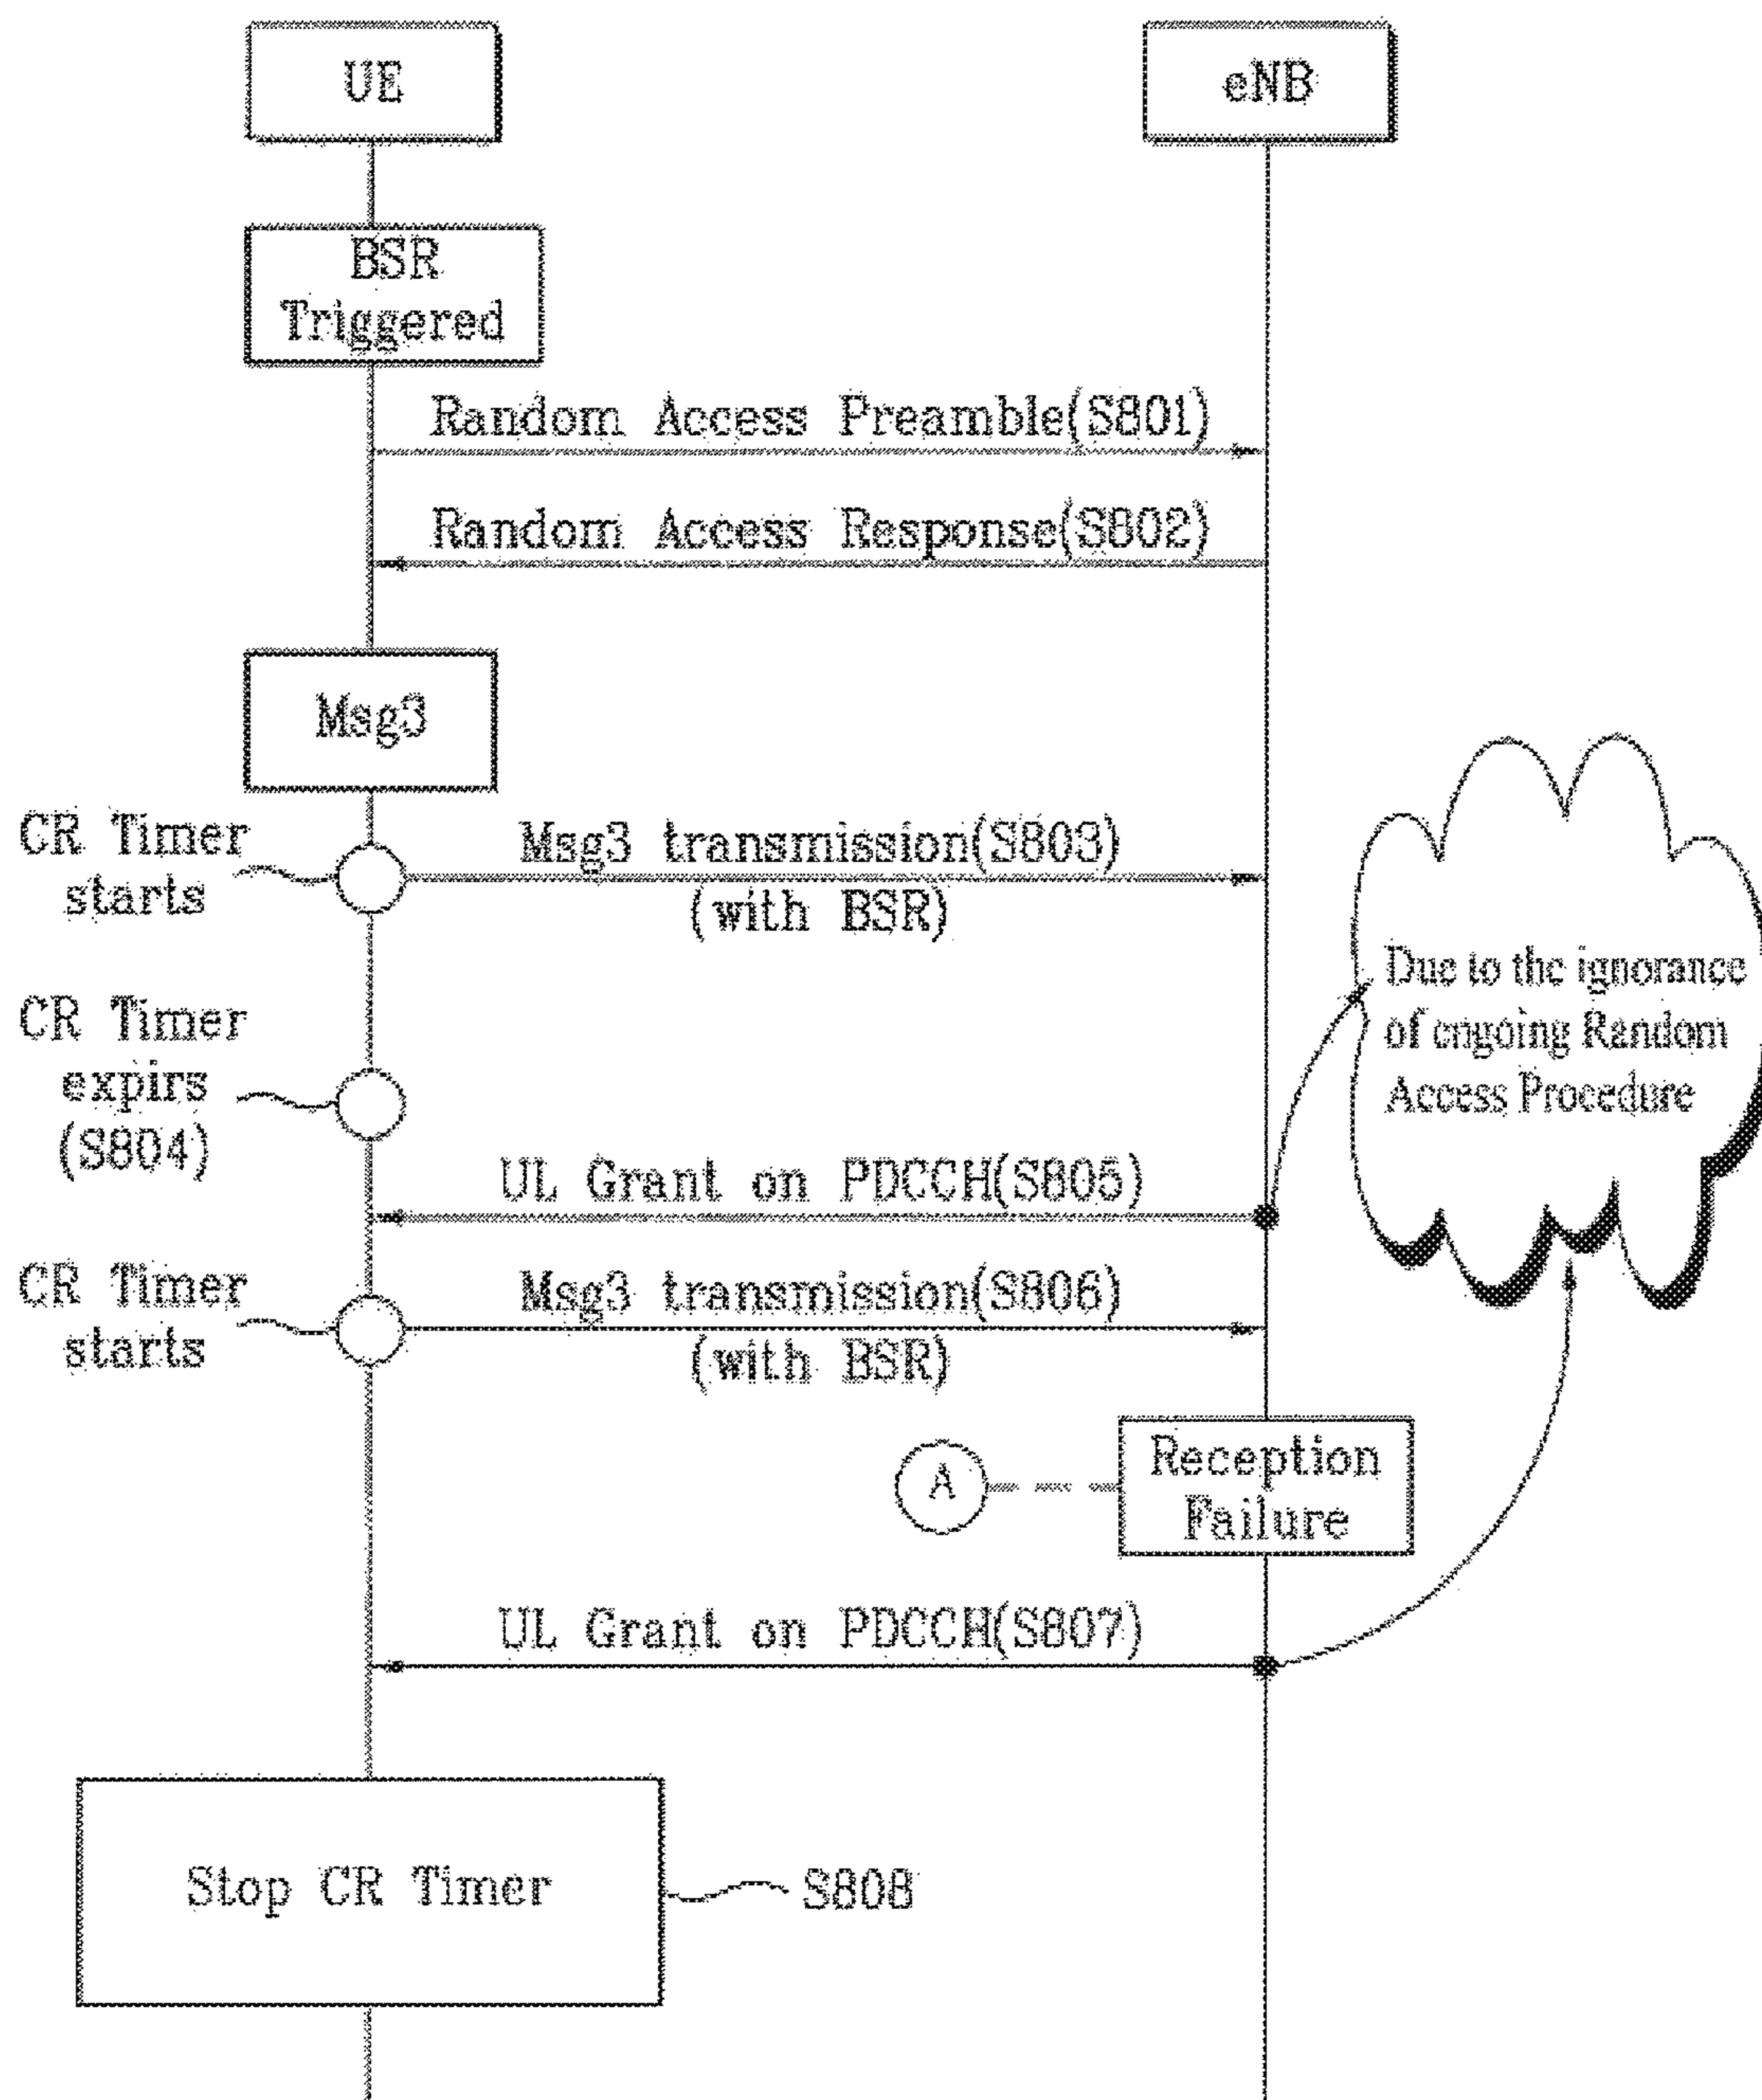 UE
eNB
BSR
Triggered
Random Access Preamble(S801)
Random Access Response(S802)
Msg3
CR Timer
starts
Msg3 transmission(S803)
(with BSR)
Due to the ignorance
of ongoing Random
Access Procedure
CR Timer
expirs
(S804)
UL Grant on PDCCH(S805)
CR Timer
starts
Msg3 transmission(S806)
(with BSR)
A
Reception
Failure
UL Grant on PDCCH(S807)
Stop CR Timer
S808